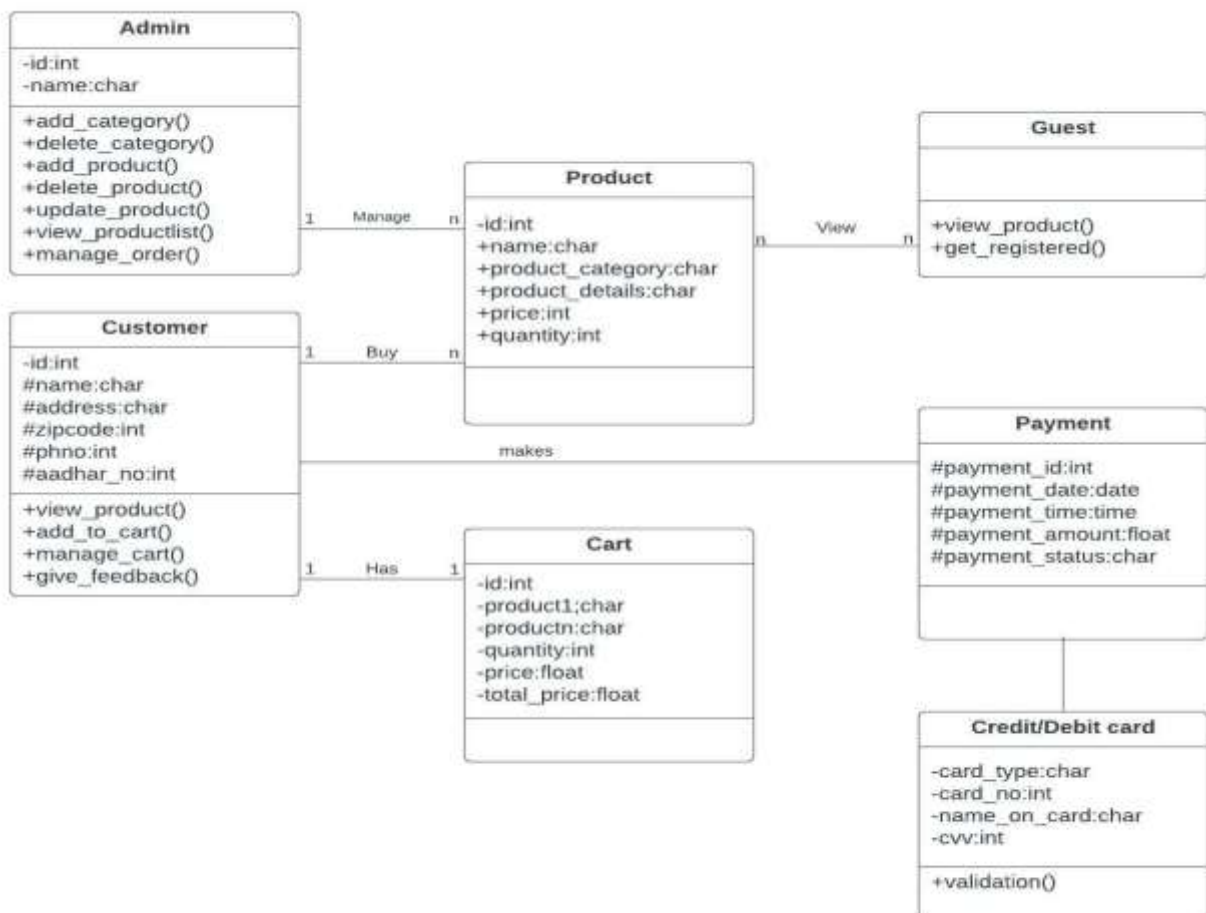 Admin
-id:int
-name:char
+add_category()
+delete_category()
+add_product()
+delete_product()
+update_product()
+view_productlist()
+manage_order()
1 Manage n
Product
-id:int
+name:char
+product_category:char
+product_details:char
+price:int
+quantity:int
n View n
Guest
+view_product()
+get_registered()
Customer
-id:int
#name:char
#address:char
#zipcode:int
#phno:int
#aadhar_no:int
+view_product()
+add_to_cart()
+manage_cart()
+give_feedback()
1 Buy n
makes
Payment
#payment_id:int
#payment_date:date
#payment_time:time
#payment_amount:float
#payment_status:char
1 Has 1
Cart
-id:int
-product1;char
-productn:char
-quantity:int
-price:float
-total_price:float
Credit/Debit card
-card_type:char
-card_no:int
-name_on_card:char
-cvv:int
+validation()